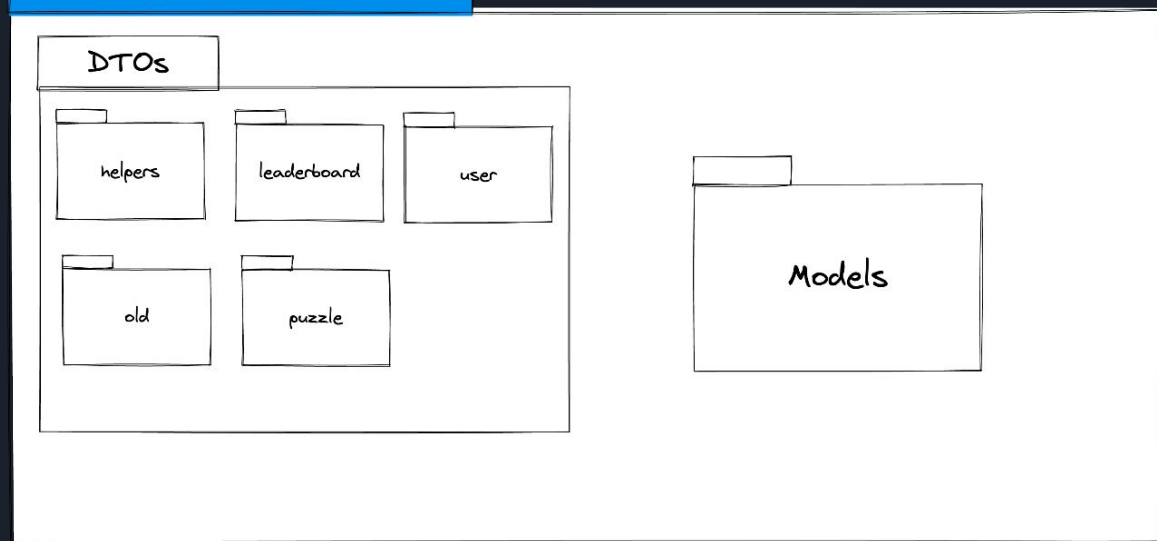 DTOs
helpers
leaderboard
user
old
puzzle
Models